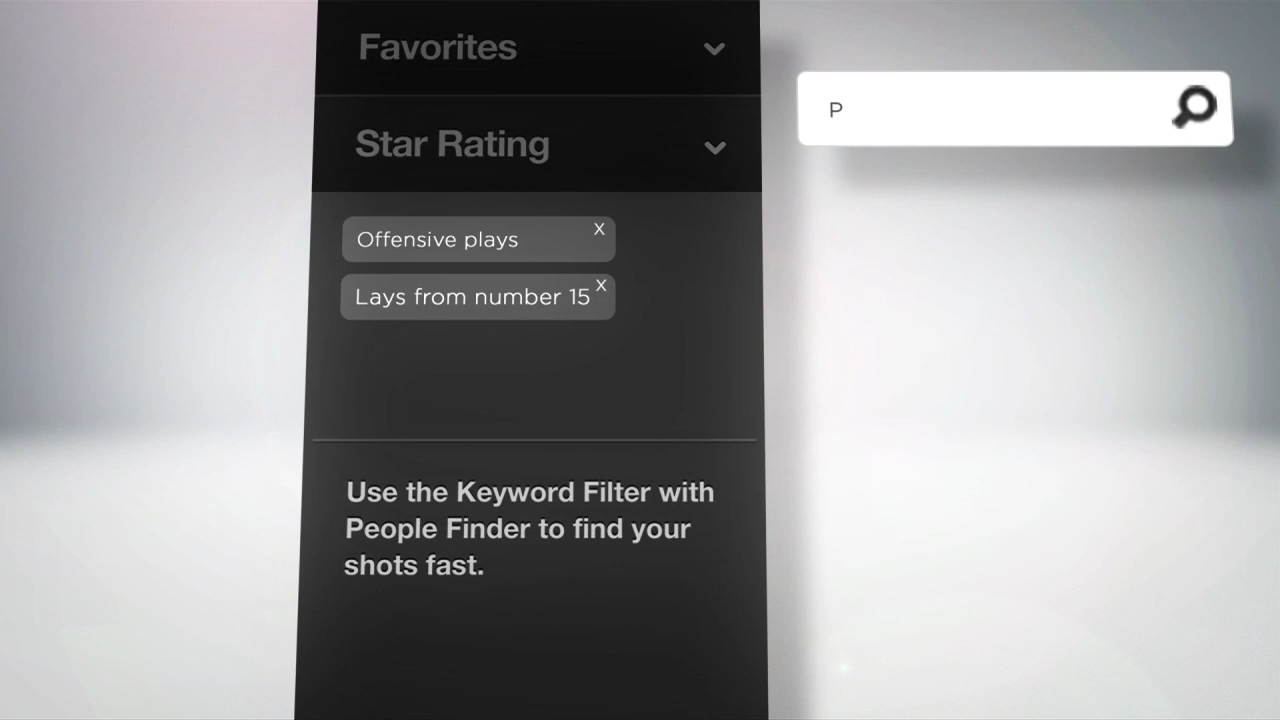 Favorites
Star Rating
P
Offensive plays x
Lays from number 15 x
Use the Keyword Filter with
People Finder to find your
shots fast.